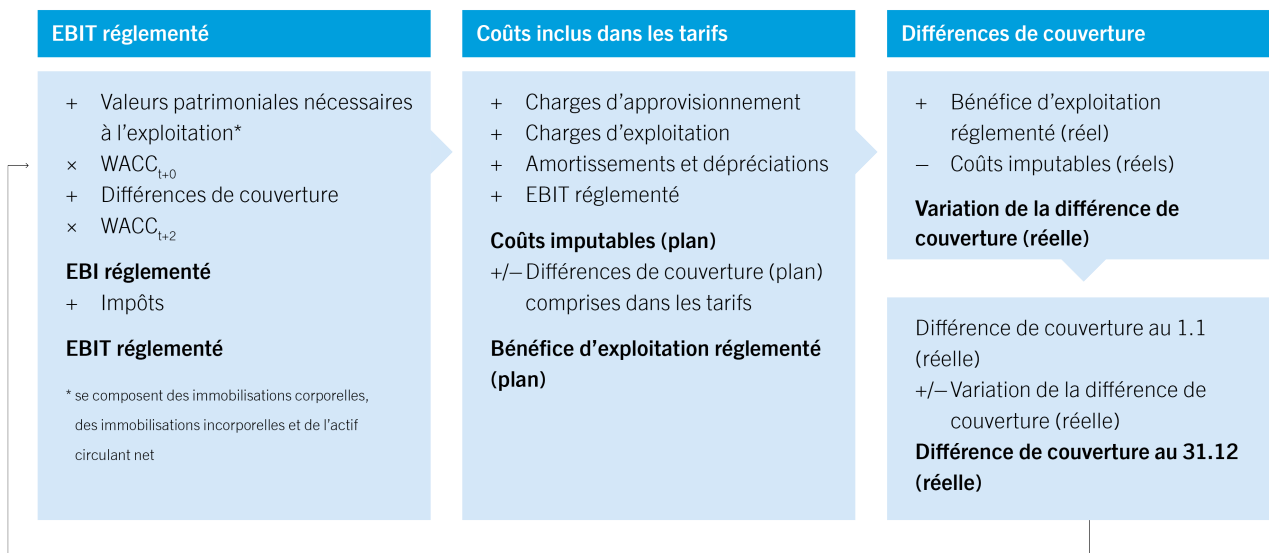 EBIT réglementé
+ Valeurs patrimoniales nécessaires
à l’exploitation*
× WACCt+0
+ Différences de couverture
× WACCt+2
EBI réglementé
+ Impôts
EBIT réglementé
* se composent des immobilisations corporelles,
des immobilisations incorporelles et de l’actif
circulant net
Coûts inclus dans les tarifs
+ Charges d’approvisionnement
+ Charges d’exploitation
+ Amortissements et dépréciations
+ EBIT réglementé
Coûts imputables (plan)
+/– Différences de couverture (plan)
comprises dans les tarifs
Bénéfice d’exploitation réglementé
(plan)
Différences de couverture
+ Bénéfice d’exploitation
réglementé (réel)
– Coûts imputables (réels)
Variation de la différence de
couverture (réelle)
Différence de couverture au 1.1
(réelle)
+/– Variation de la différence de
couverture (réelle)
Différence de couverture au 31.12
(réelle)